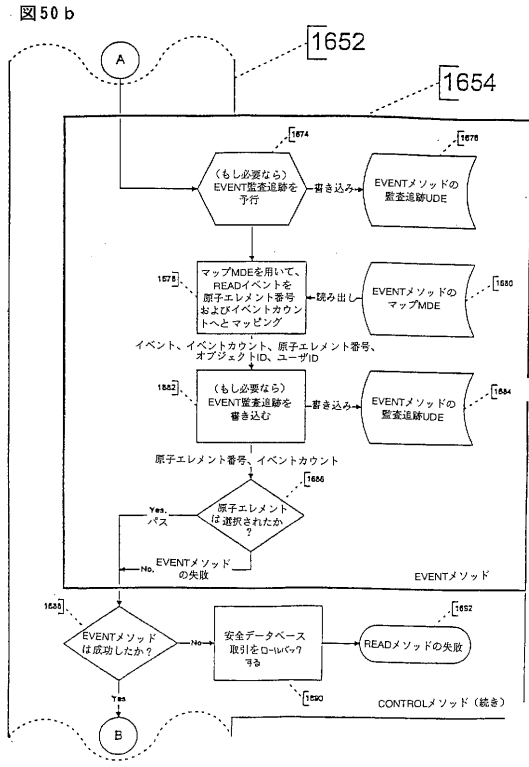 図50b
1652
A
1654
1674
(もし必要なら)
EVENT監査追跡を
予行
書き込み
1676
EVENTメソッドの
監査追跡UDE
1678
マップMDEを用いて、
READイベントを
原子エレメント番号
およびイベントカウント
へとマッピング
読み出し
1680
EVENTメソッドの
マップMDE
イベント、イベントカウント、原子エレメント番号、
オブジェクトID、ユーザID
1682
(もし必要なら)
EVENT監査追跡を
書き込む
書き込み
1684
EVENTメソッドの
監査追跡UDE
原子エレメント番号、イベントカウント
1686
原子エレメント
は選択されたか
?
Yes.
パス
No.
EVENTメソッド
の失敗
EVENTメソッド
1688
EVENTメソッド
は成功したか?
No
安全データベース
取引をロールバック
する
1690
1692
READメソッドの失敗
Yes
CONTROLメソッド(続き)
B